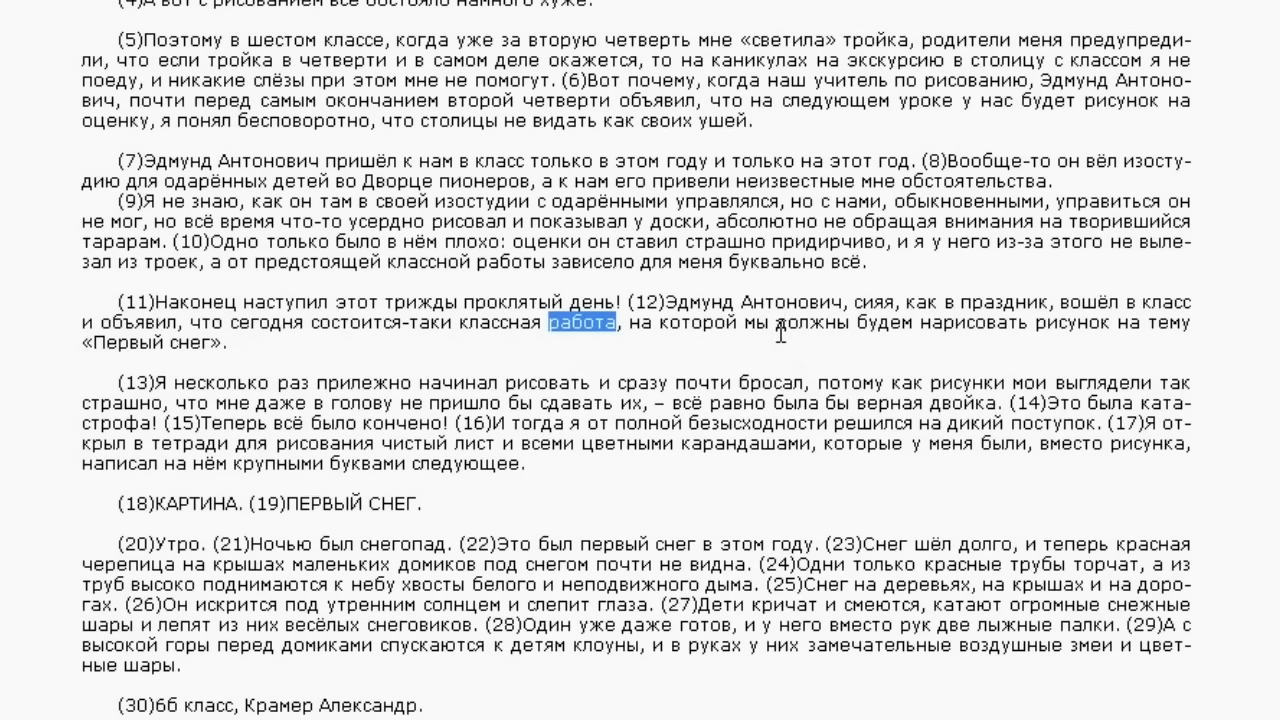 (4)А вот с рисованием всё обстояло намного хуже.
(5)Поэтому в шестом классе, когда уже за вторую четверть мне «светила» тройка, родители меня предупреди-
ли, что если тройка в четверти и в самом деле окажется, то на каникулах на экскурсию в столицу с классом я не
поеду, и никакие слёзы при этом мне не помогут. (6)Вот почему, когда наш учитель по рисованию, Эдмунд Антоно-
вич, почти перед самым окончанием второй четверти объявил, что на следующем уроке у нас будет рисунок на
оценку, я понял бесповоротно, что столицы не видать как своих ушей.
(7)Эдмунд Антонович пришёл к нам в класс только в этом году и только на этот год. (8)Вообще-то он вёл изосту-
дию для одарённых детей во Дворце пионеров, а к нам его привели неизвестные мне обстоятельства.
(9)Я не знаю, как он там в своей изостудии с одарёнными управлялся, но с нами, обыкновенными, управиться он
не мог, но всё время что-то усердно рисовал и показывал у доски, абсолютно не обращая внимания на творившийся
тарарам. (10)Одно только было в нём плохо: оценки он ставил страшно придирчиво, и я у него из-за этого не выле-
зал из троек, а от предстоящей классной работы зависело для меня буквально всё.
(11)Наконец наступил этот трижды проклятый день! (12)Эдмунд Антонович, сияя, как в праздник, вошёл в класс
и объявил, что сегодня состоится-таки классная работа, на которой мы должны будем нарисовать рисунок на тему
«Первый снег».
(13)Я несколько раз прилежно начинал рисовать и сразу почти бросал, потому как рисунки мои выглядели так
страшно, что мне даже в голову не пришло бы сдавать их, – всё равно была бы верная двойка. (14)Это была ката-
строфа! (15)Теперь всё было кончено! (16)И тогда я от полной безысходности решился на дикий поступок. (17)Я от-
крыл в тетради для рисования чистый лист и всеми цветными карандашами, которые у меня были, вместо рисунка,
написал на нём крупными буквами следующее.
(18)КАРТИНА. (19)ПЕРВЫЙ СНЕГ.
(20)Утро. (21)Ночью был снегопад. (22)Это был первый снег в этом году. (23)Снег шёл долго, и теперь красная
черепица на крышах маленьких домиков под снегом почти не видна. (24)Одни только красные трубы торчат, а из
труб высоко поднимаются к небу хвосты белого и неподвижного дыма. (25)Снег на деревьях, на крышах и на доро-
гах. (26)Он искрится под утренним солнцем и слепит глаза. (27)Дети кричат и смеются, катают огромные снежные
шары и лепят из них весёлых снеговиков. (28)Один уже даже готов, и у него вместо рук две лыжные палки. (29)А с
высокой горы перед домиками спускаются к детям клоуны, и в руках у них замечательные воздушные змеи и цвет-
ные шары.
(30)6б класс, Крамер Александр.